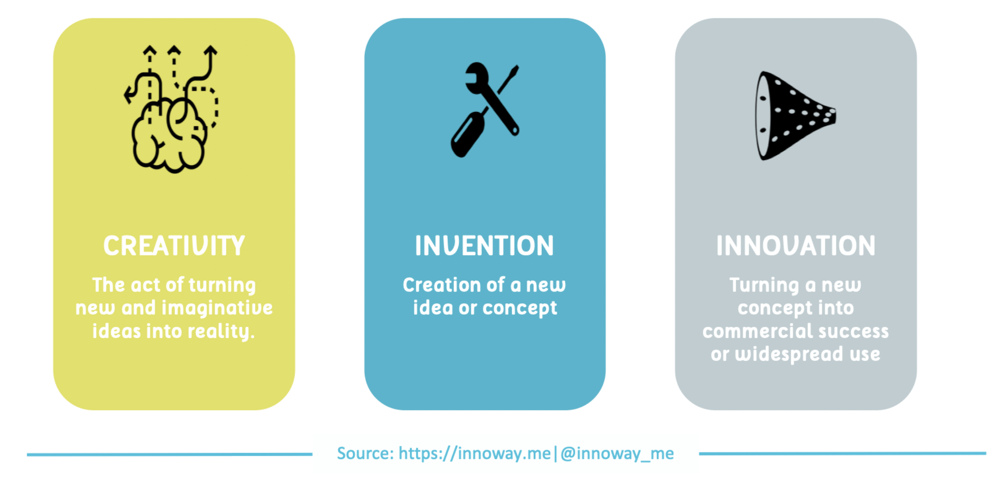 CREATIVITY
The act of turning
new and imaginative
ideas into reality.
INVENTION
Creation of a new
idea or concept
INNOVATION
Turning a new
concept into
commercial success
or widespread use
Source: https://innoway.me|@innoway_me